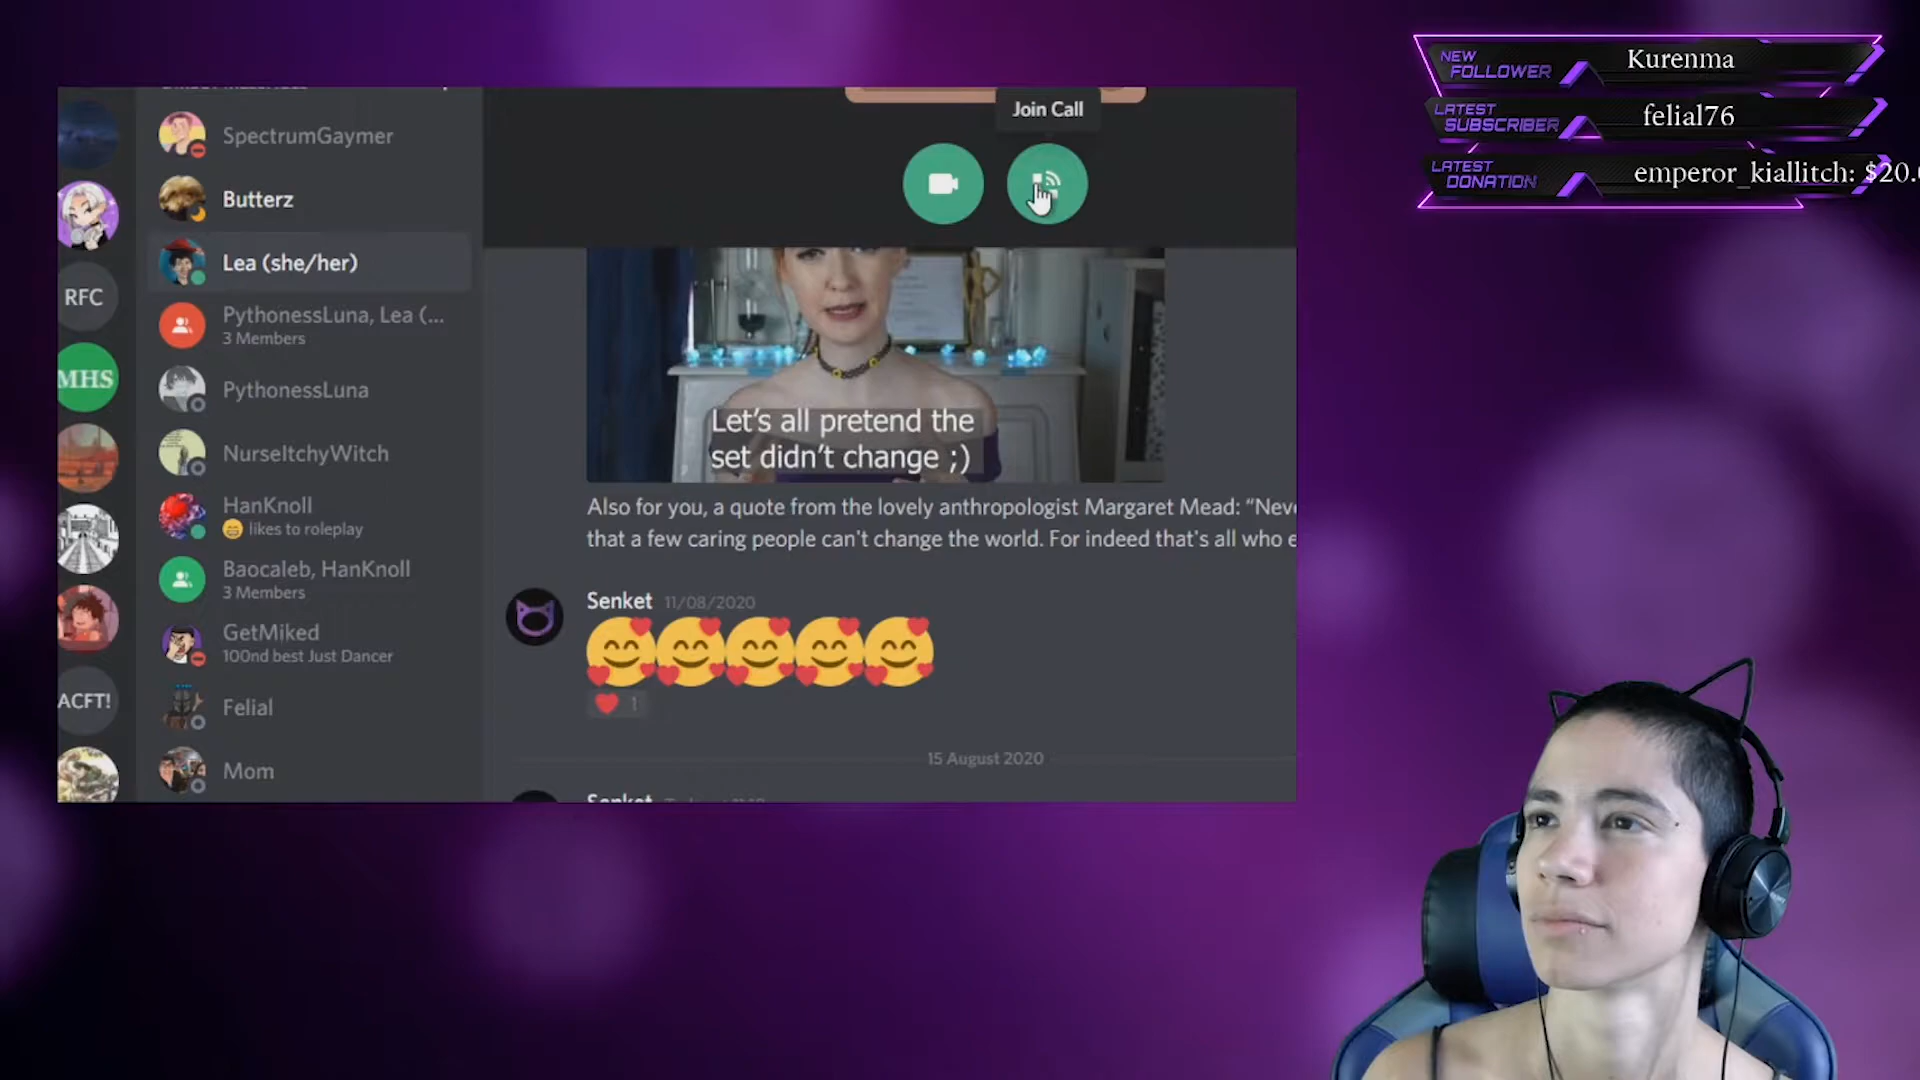 SpectrumGaymer
Butterz
Lea (she/her)
PythonessLuna, Lea (...
3 Members
PythonessLuna
NurseItchyWitch
HanKnoll
likes to roleplay
Baocaleb, HanKnoll
3 Members
GetMiked
100nd best Just Dancer
Felial
Mom
RFC
MHS
ACFT!
Join Call
Let's all pretend the
set didn't change ;)
Also for you, a quote from the lovely anthropologist Margaret Mead: “Nev
that a few caring people can't change the world. For indeed that's all who e
Senket 11/08/2020
1
15 August 2020
Senket
NEW FOLLOWER Kurenma
LATEST SUBSCRIBER felial76
LATEST DONATION emperor_kiallitch: $20.